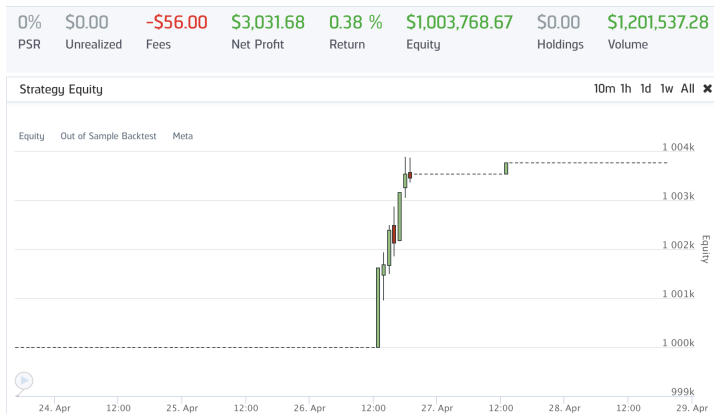 0% $0.00 -$56.00 $3,031.68 0.38 % $1,003,768.67 $0.00 $1,201,537.28
PSR Unrealized Fees Net Profit Return Equity Holdings Volume
Strategy Equity 10m 1h 1d 1w All ✖
Equity Out of Sample Backtest Meta
1 004k
1 003k
1 002k
1 001k
1 000k
999k
Equity
24. Apr 12:00 25. Apr 12:00 26. Apr 12:00 27. Apr 12:00 28. Apr 12:00 29. Apr